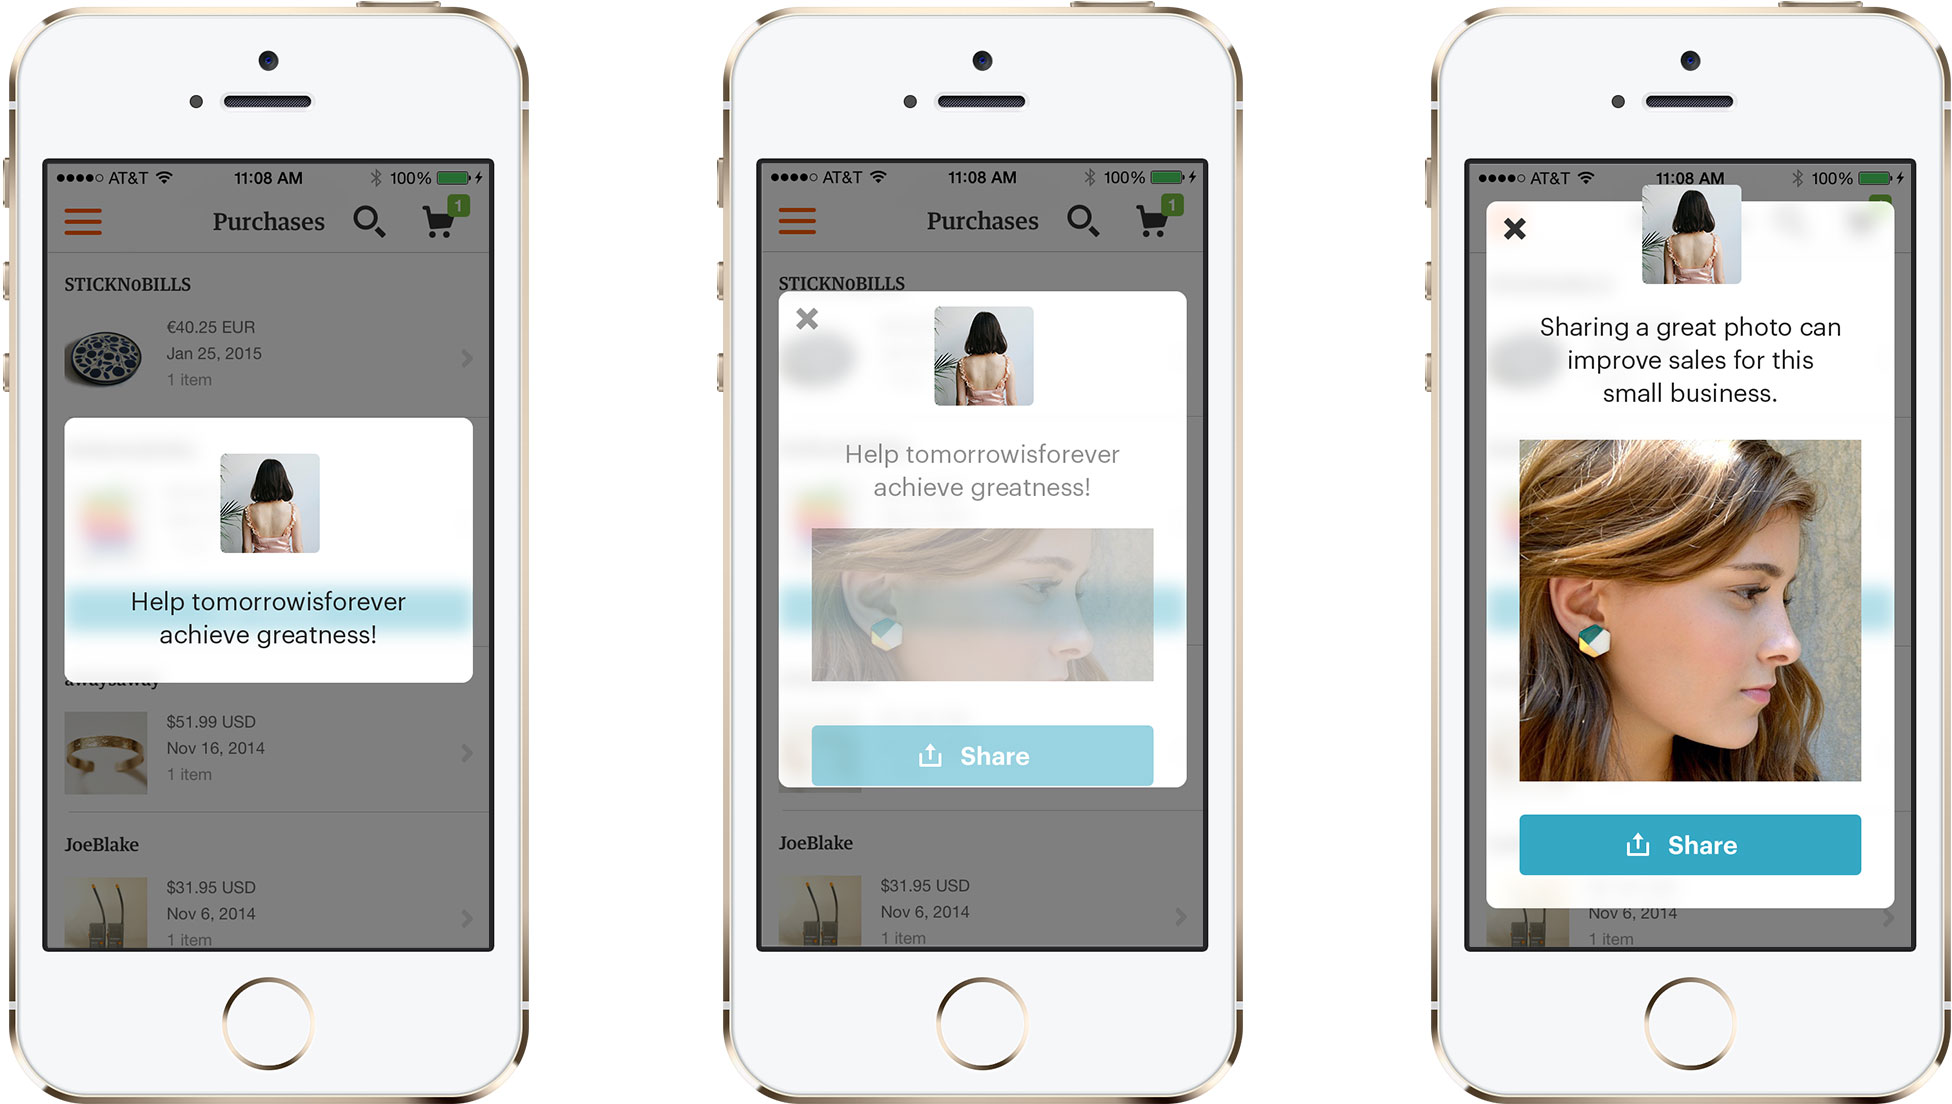 AT&T 11:08 AM 100%
Purchases 1
STICKNoBILLS
€40.25 EUR
Jan 25, 2015
1 item
Help tomorrowisforever
achieve greatness!
awaysaway
$51.99 USD
Nov 16, 2014
1 item
JoeBlake
$31.95 USD
Nov 6, 2014
1 item
AT&T 11:08 AM 100%
Purchases 1
STICKNoBILLS
Help tomorrowisforever
achieve greatness!
Share
JoeBlake
$31.95 USD
Nov 6, 2014
1 item
AT&T 11:08 AM 100%
Sharing a great photo can
improve sales for this
small business.
Share
Nov 6, 2014
1 item